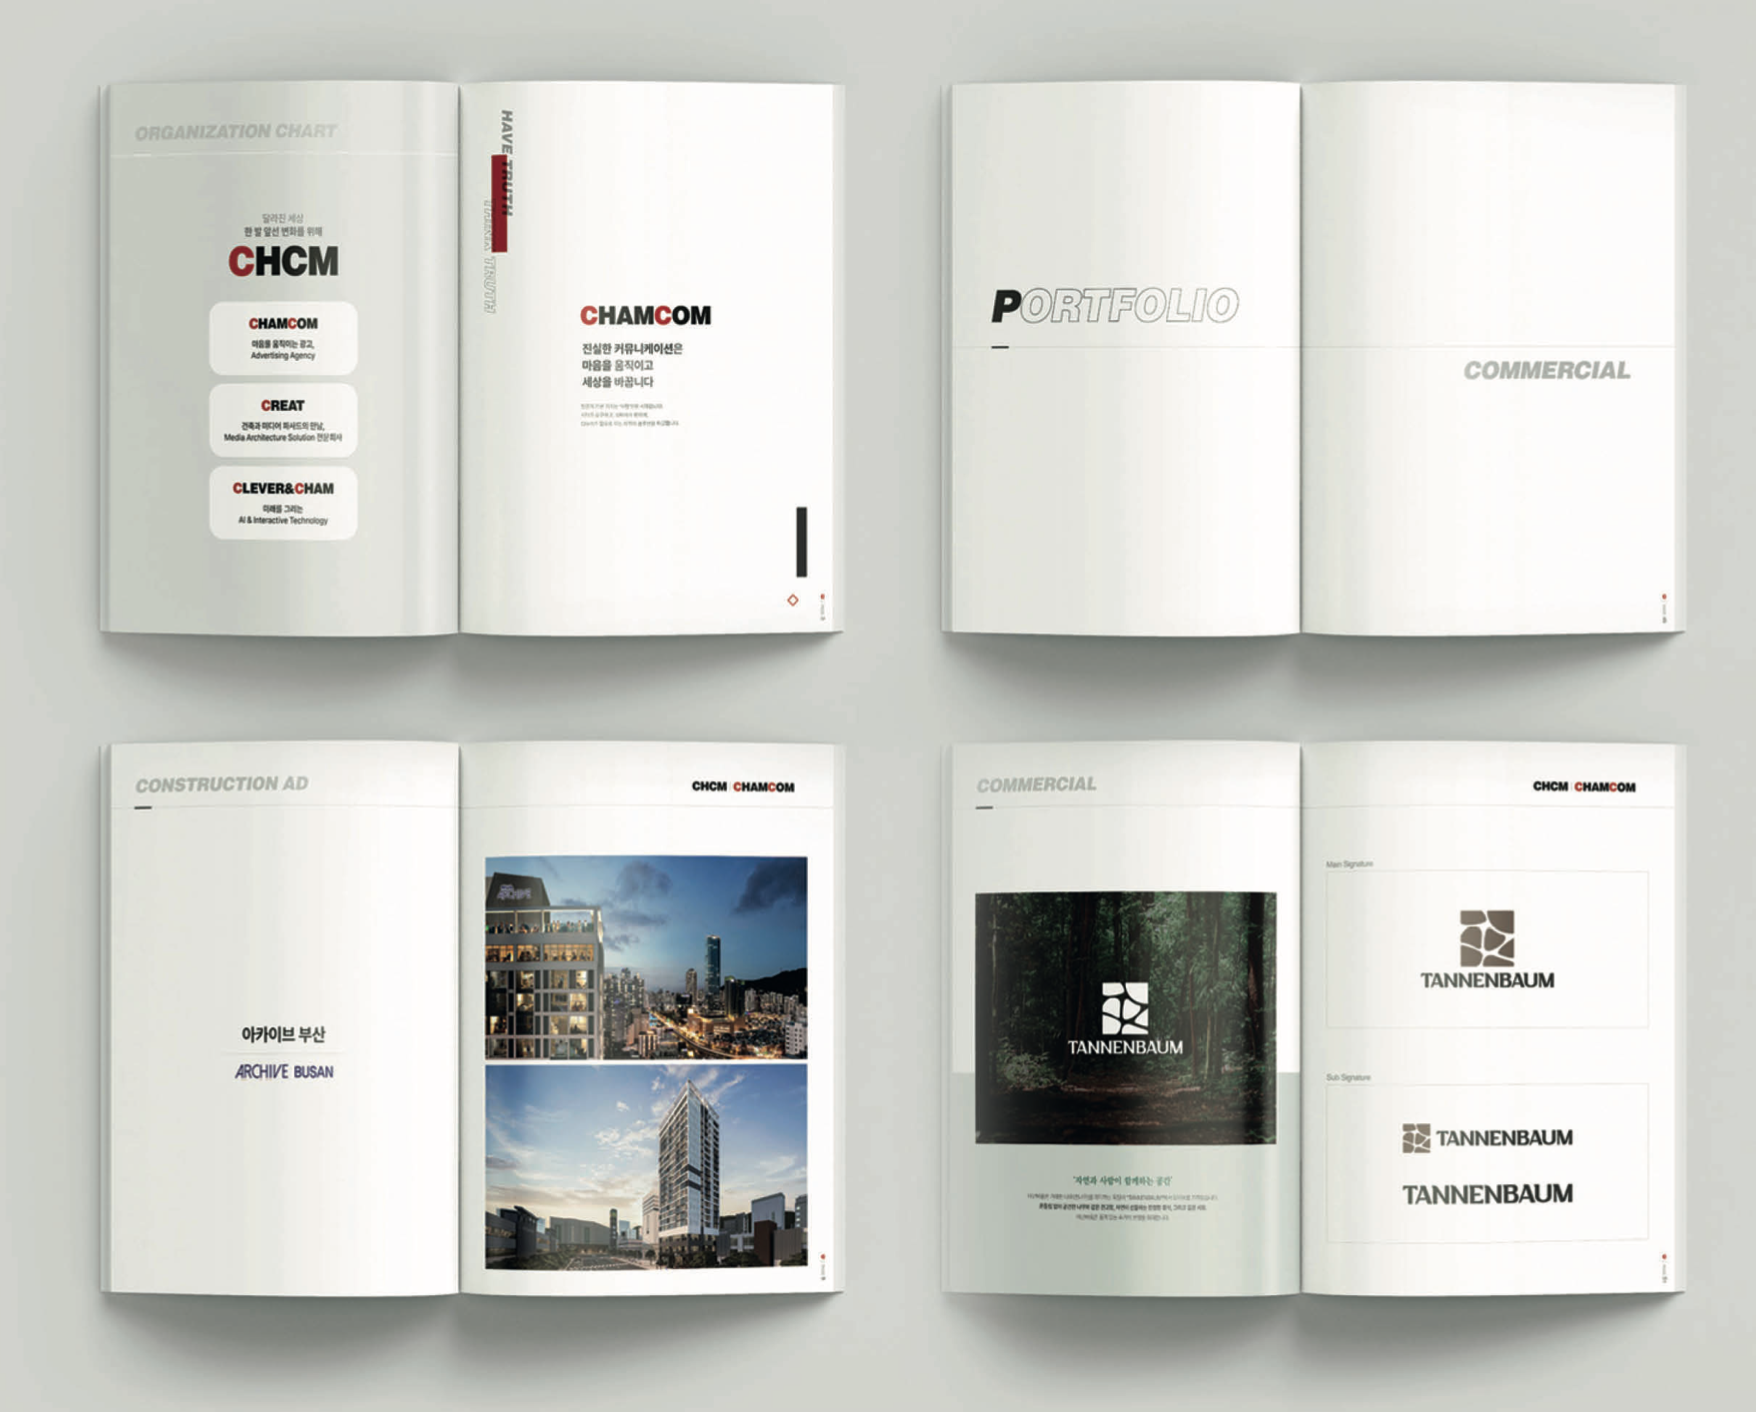 ORGANIZATION CHART
달라진 세상
한 발 앞선 변화를 위해
CHCM
CHAMCOM
마음을 움직이는 광고,
Advertising Agency
CREAT
건축과 미디어 파사드의 만남,
Media Architecture Solution 전문회사
CLEVER&CHAM
미래를 그리는
AI & Interactive Technology
HAVE TRUTH
THINK TRUTH
CHAMCOM
진실한 커뮤니케이션은
마음을 움직이고
세상을 바꿉니다
PORTFOLIO
COMMERCIAL
CONSTRUCTION AD
CHCM CHAMCOM
아카이브 부산
ARCHIVE BUSAN
COMMERCIAL
TANNENBAUM
'자연과 사람이 함께하는 공간'
CHCM CHAMCOM
Main Signature
TANNENBAUM
Sub Signature
TANNENBAUM
TANNENBAUM